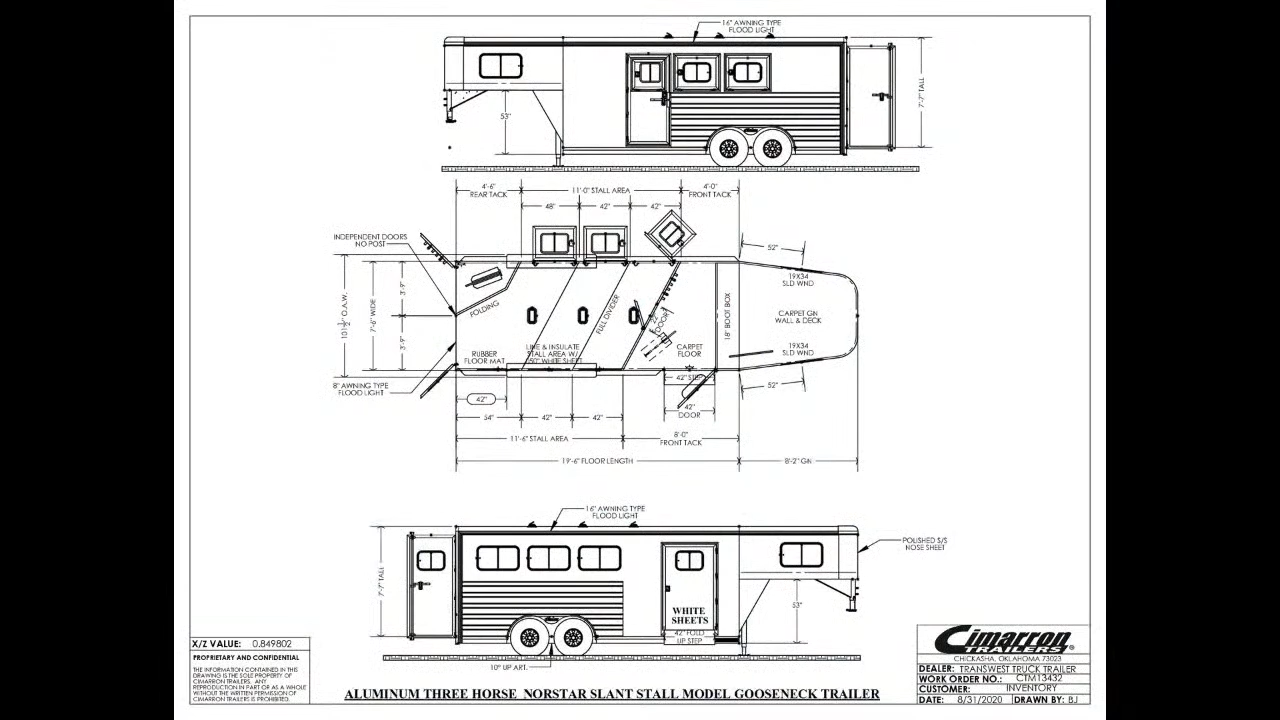 16" AWNING TYPE
FLOOD LIGHT
53"
7'-7" TALL
4'-6"
REAR TACK
11'-0" STALL AREA
4'-0"
FRONT TACK
48"
42"
42"
INDEPENDENT DOORS
NO POST
52"
19X34
SLD WND
101½" O.A.W.
7'-6" WIDE
3'-9"
3'-9"
FOLDING
FULL DIVIDER
22"
DOOR
18" BOOT BOX
CARPET GN
WALL & DECK
RUBBER
FLOOR MAT
LINE & INSULATE
STALL AREA W/
.050" WHITE SHEET
CARPET
FLOOR
19X34
SLD WND
8" AWNING TYPE
FLOOD LIGHT
42" STEP
52"
42"
42"
DOOR
54"
42"
42"
11'-6" STALL AREA
8'-0"
FRONT TACK
19'-6" FLOOR LENGTH
8'-2" GN
16" AWNING TYPE
FLOOD LIGHT
POLISHED S/S
NOSE SHEET
7'-7" TALL
53"
WHITE
SHEETS
42" FOLD
UP STEP
10" UP ART.
X/Z VALUE: 0.849802
PROPRIETARY AND CONFIDENTIAL
THE INFORMATION CONTAINED IN THIS
DRAWING IS THE SOLE PROPERTY OF
CIMARRON TRAILERS. ANY
REPRODUCTION IN PART OR AS A WHOLE
WITHOUT THE WRITTEN PERMISSION OF
CIMARRON TRAILERS IS PROHIBITED.
ALUMINUM THREE HORSE NORSTAR SLANT STALL MODEL GOOSENECK TRAILER
Cimarron
TRAILERS
CHICKASHA, OKLAHOMA 73023
DEALER: TRANSWEST TRUCK TRAILER
WORK ORDER NO.: CTM13432
CUSTOMER: INVENTORY
DATE: 8/31/2020 DRAWN BY: BJ